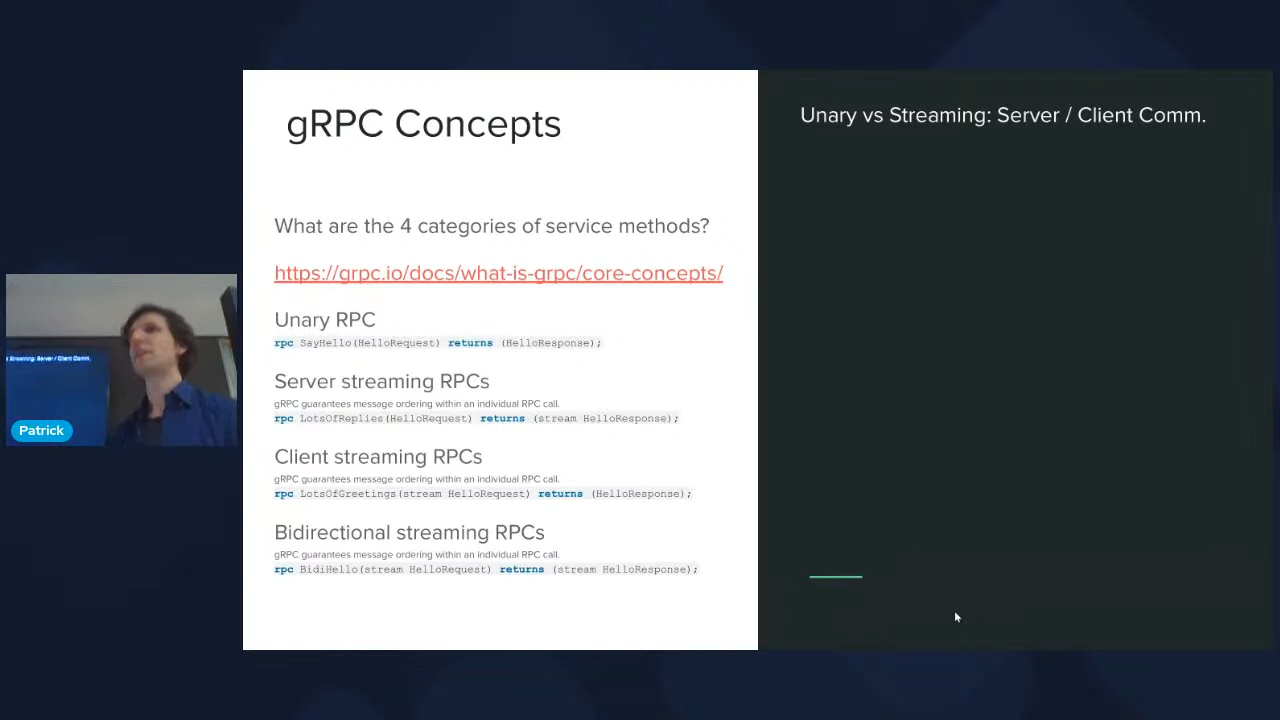 gRPC Concepts
What are the 4 categories of service methods?
https://grpc.io/docs/what-is-grpc/core-concepts/
Unary RPC
rpc SayHello(HelloRequest) returns (HelloResponse);
Server streaming RPCs
gRPC guarantees message ordering within an individual RPC call.
rpc LotsOfReplies(HelloRequest) returns (stream HelloResponse);
Client streaming RPCs
gRPC guarantees message ordering within an individual RPC call.
rpc LotsOfGreetings(stream HelloRequest) returns (HelloResponse);
Bidirectional streaming RPCs
gRPC guarantees message ordering within an individual RPC call.
rpc BidiHello(stream HelloRequest) returns (stream HelloResponse);
Unary vs Streaming: Server / Client Comm.
s Streaming: Server / Client Comm.
Patrick